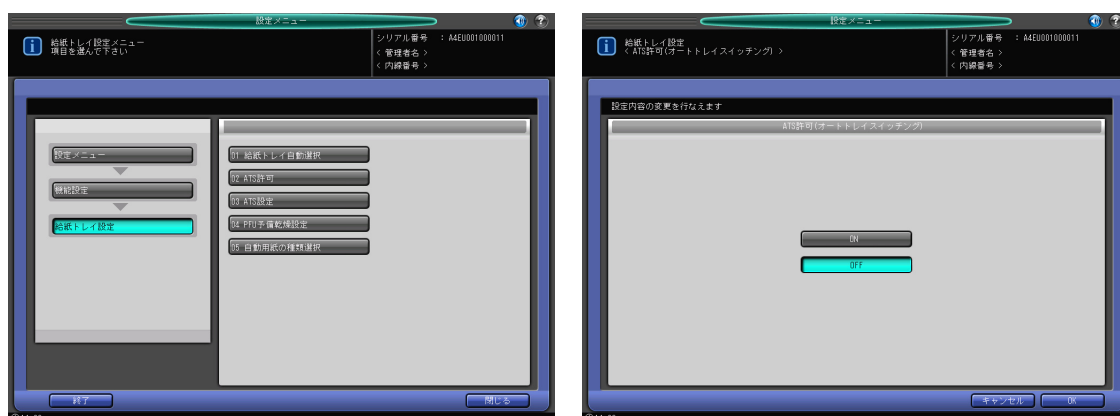 設定メニュー
給紙トレイ設定メニュー
項目を選んで下さい
シリアル番号 : A4EU001000011
< 管理者名 >
< 内線番号 >
設定メニュー
機能設定
給紙トレイ設定
01 給紙トレイ自動選択
02 ATS許可
03 ATS設定
04 PFU予備乾燥設定
05 自動用紙の種類選択
終了
閉じる
設定メニュー
給紙トレイ設定
< ATS許可(オートトレイスイッチング) >
シリアル番号 : A4EU001000011
< 管理者名 >
< 内線番号 >
設定内容の変更を行なえます
ATS許可(オートトレイスイッチング)
ON
OFF
キャンセル
OK